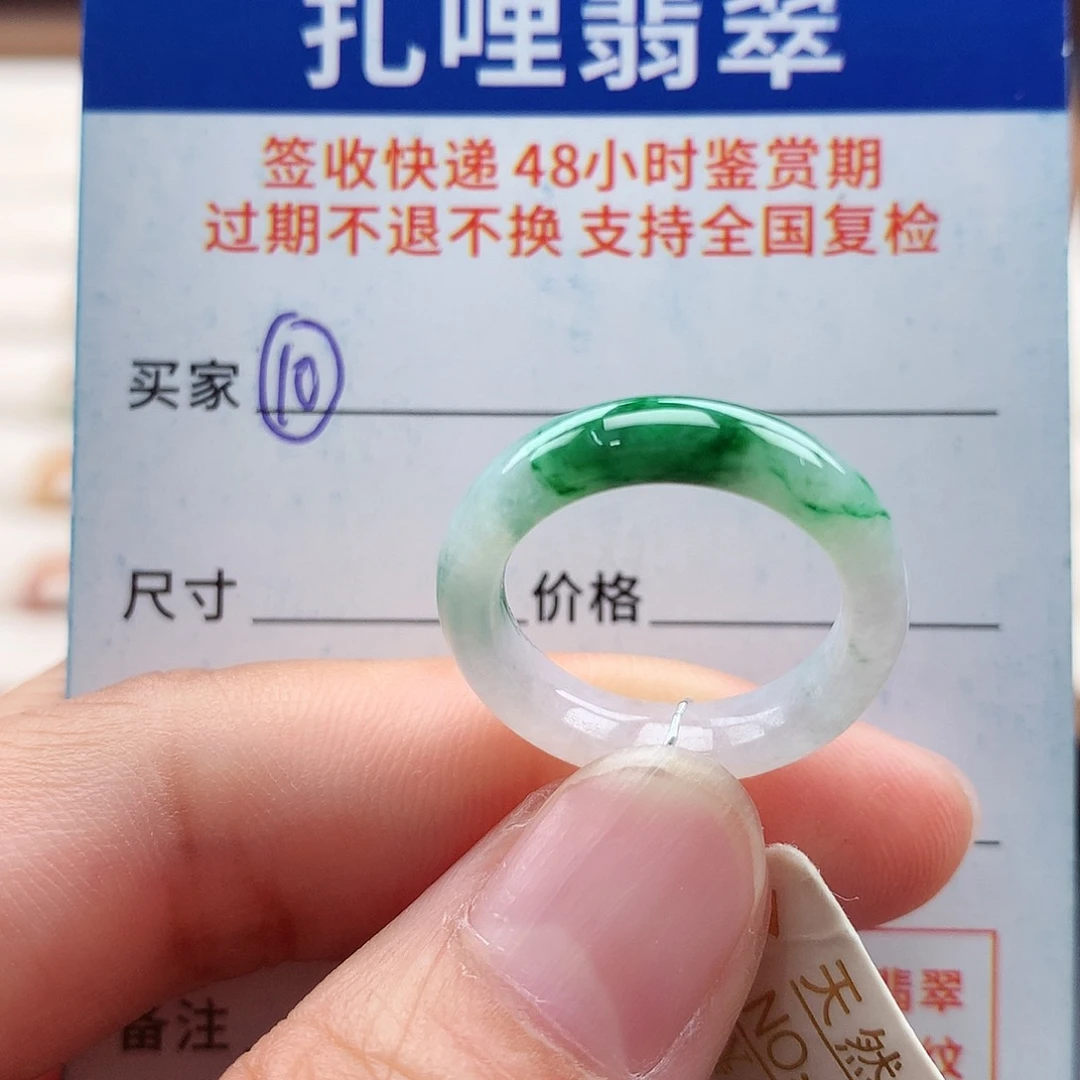 扎哩翡翠
签收快递 48小时鉴赏期
过期不退不换 支持全国复检
买家 ⑩
尺寸 价格
备注
翡翠
纹
天然
NO